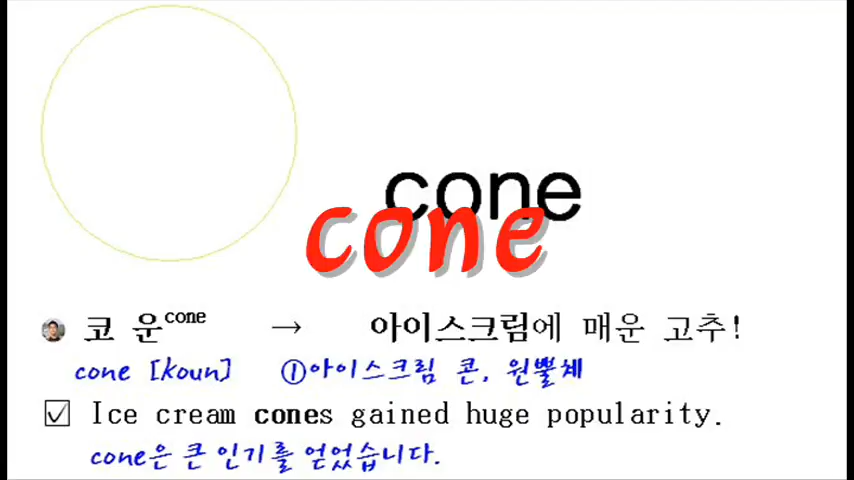 cone
cone
코 운cone → 아이스크림에 매운 고추!
cone [koun] ①아이스크림 콘, 원뿔체
☑ Ice cream cones gained huge popularity.
cone은 큰 인기를 얻었습니다.